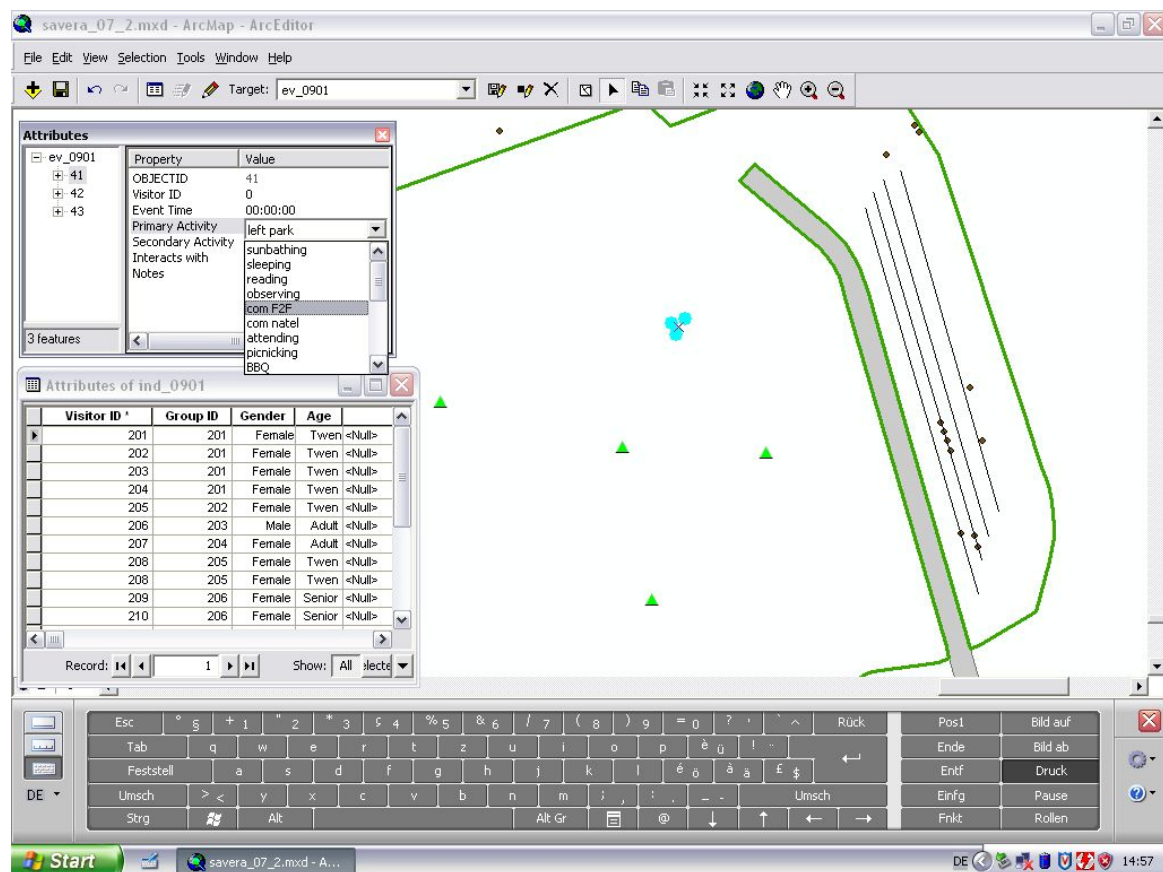 savera_07_2.mxd - ArcMap - ArcEditor
File Edit View Selection Tools Window Help
Target: ev_0901
Attributes
ev_0901
41
42
43
3 features
Property Value
OBJECTID 41
Visitor ID 0
Event Time 00:00:00
Primary Activity left park
Secondary Activity
Interacts with
Notes
sunbathing
sleeping
reading
observing
com F2F
com natel
attending
picnicking
BBQ
Attributes of ind_0901
Visitor ID * Group ID Gender Age
201 201 Female Twen <Null>
202 201 Female Twen <Null>
203 201 Female Twen <Null>
204 201 Female Twen <Null>
205 202 Female Twen <Null>
206 203 Male Adult <Null>
207 204 Female Adult <Null>
208 205 Female Twen <Null>
208 205 Female Twen <Null>
209 206 Female Senior <Null>
210 206 Female Senior <Null>
Record: 1 Show: All electe
Esc ° § + 1 " 2 * 3 ç 4 % 5 & 6 / 7 ( 8 ) 9 = 0 ? ' ` ^ Rück Pos1 Bild auf
Tab q w e r t z u i o p è ü ! ¨ Ende Bild ab
Feststell a s d f g h j k l é ö à ä £ $ Entf Druck
DE Umsch > < y x c v b n m ; , : . _ - Umsch Einfg Pause
Strg Alt Alt Gr @ ↓ ↑ ← → Fnkt Rollen
Start savera_07_2.mxd - A... DE 14:57